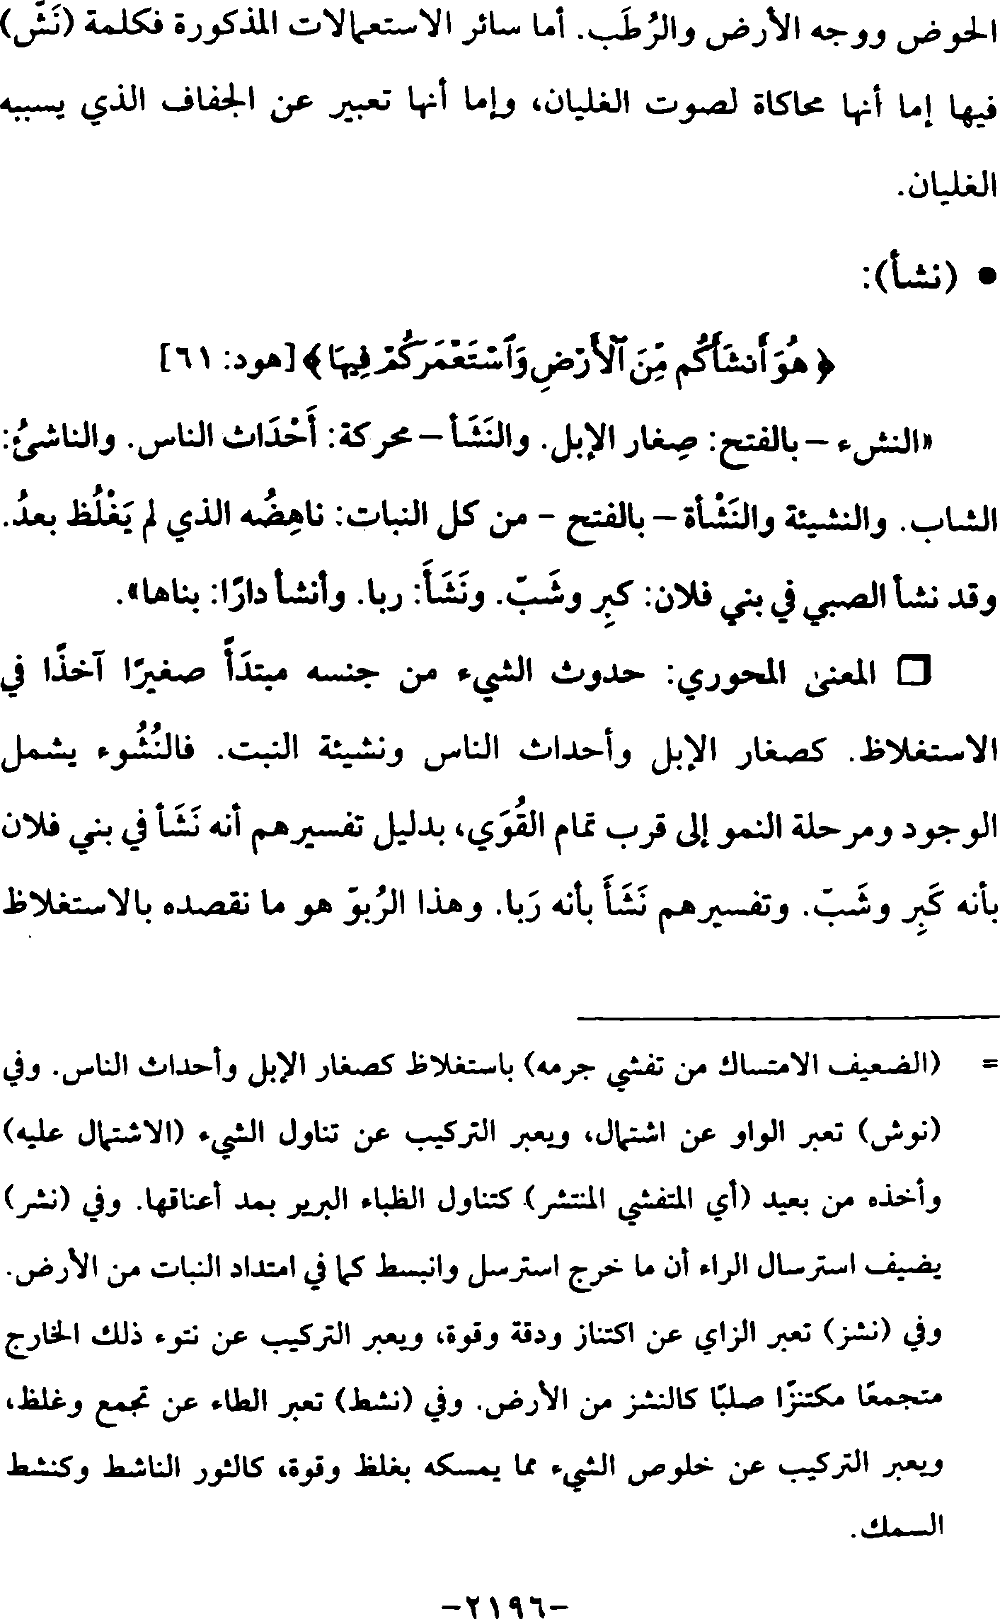 الحوض ووجه الأرض والرُطَب. أما سائر الاستعمالات المذكورة فكلمة (نَشّ)
فيها إما أنها محاكاة لصوت الغليان، وإما أنها تعبير عن الجفاف الذي يسببه
الغليان.
• (نشأ):
﴿هُوَ أَنشَأَكُم مِّنَ ٱلْأَرْضِ وَٱسْتَعْمَرَكُمْ فِيهَا﴾ [هود: ٦١]
«النشء – بالفتح: صِغار الإبل. والنَشَأ – محركة: أَحْدَاث الناس. والناشئُ:
الشاب. والنشيئة والنَشْأة – بالفتح - من كل النبات: ناهِضُه الذي لم يَغْلُظ بعدُ.
وقد نشأ الصبي في بني فلان: كبِر وشَبّ. ونَشَأَ: ربا. وأنشأ دارًا: بناها».
❒ المعنى المحوري: حدوث الشيء من جنسه مبتدَأً صغيرًا آخذًا في
الاستغلاظ. كصغار الإبل وأحداث الناس ونشيئة النبت. فالنُشُوء يشمل
الوجود ومرحلة النمو إلى قرب تمام القُوَي، بدليل تفسيرهم أنه نَشَأ في بني فلان
بأنه كَبِر وشَبّ. وتفسيرهم نَشَأَ بأنه رَبا. وهذا الرُبوّ هو ما نقصده بالاستغلاظ
= (الضعيف الامتساك من تفشي جرمه) باستغلاظ كصغار الإبل وأحداث الناس. وفي
(نوش) تعبر الواو عن اشتمال، ويعبر التركيب عن تناول الشيء (الاشتمال عليه)
وأخذه من بعيد (أي المتفشي المنتشر) كتناول الظباء البرير بمد أعناقها. وفي (نشر)
يضيف استرسال الراء أن ما خرج استرسل وانبسط كما في امتداد النبات من الأرض.
وفي (نشز) تعبر الزاي عن اكتناز ودقة وقوة، ويعبر التركيب عن نتوء ذلك الخارج
متجمعًا مكتنزًا صلبًا كالنشز من الأرض. وفي (نشط) تعبر الطاء عن تجمع وغلظ،
ويعبر التركيب عن خلوص الشيء مما يمسكه بغلظ وقوة، كالثور الناشط وكنشط
السمك.
-٢١٩٦-